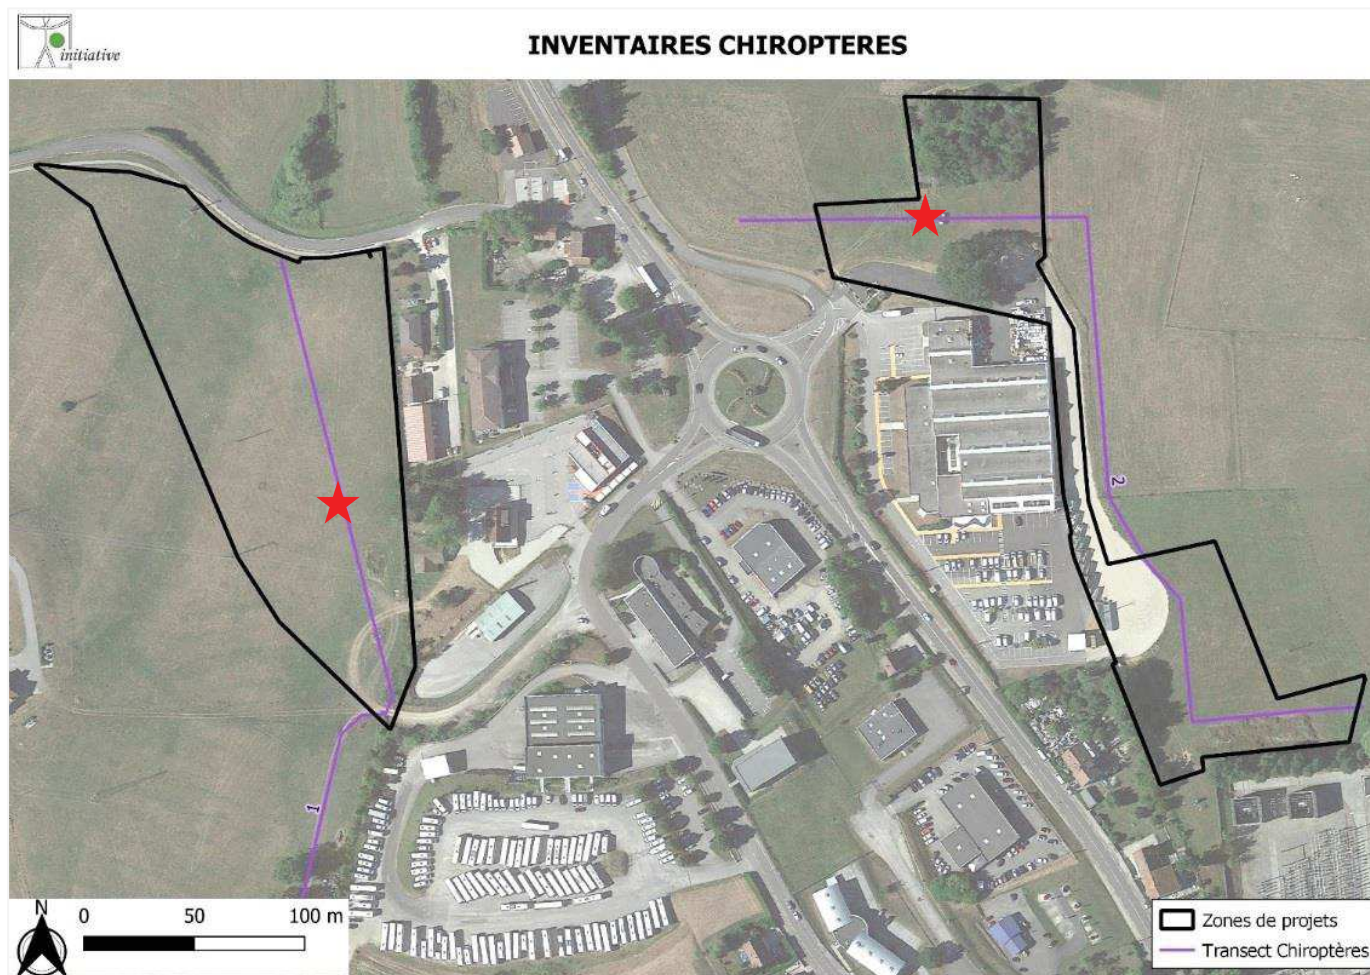 initiative
INVENTAIRES CHIROPTERES
2
1
N
0 50 100 m
Zones de projets
Transect Chiroptères